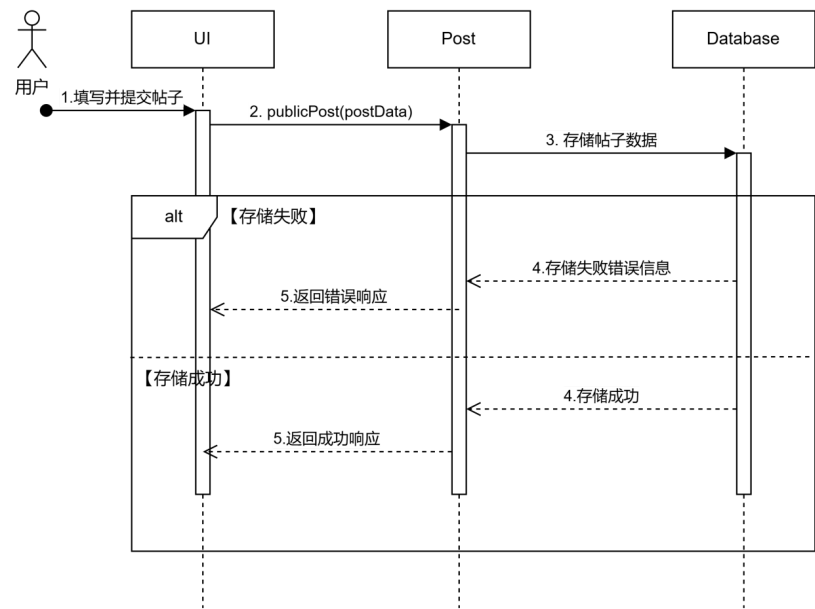 UI
Post
Database
用户
1.填写并提交帖子
2. publicPost(postData)
3. 存储帖子数据
alt
【存储失败】
4.存储失败错误信息
5.返回错误响应
【存储成功】
4.存储成功
5.返回成功响应